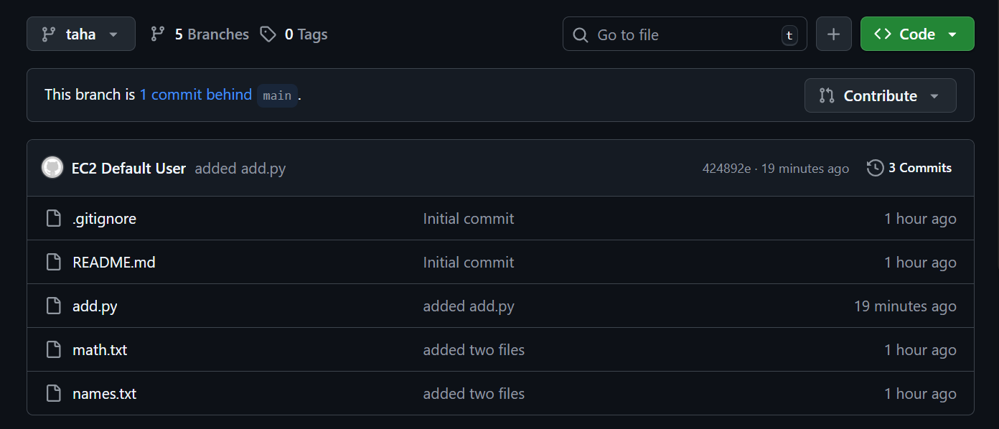 taha 5 Branches 0 Tags Go to file t + Code
This branch is 1 commit behind main .
Contribute
EC2 Default User added add.py 424892e · 19 minutes ago 3 Commits
.gitignore Initial commit 1 hour ago
README.md Initial commit 1 hour ago
add.py added add.py 19 minutes ago
math.txt added two files 1 hour ago
names.txt added two files 1 hour ago